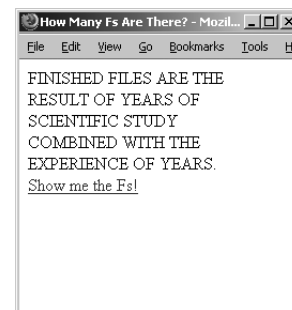 How Many Fs Are There? - Mozil...
File Edit View Go Bookmarks Tools H
FINISHED FILES ARE THE
RESULT OF YEARS OF
SCIENTIFIC STUDY
COMBINED WITH THE
EXPERIENCE OF YEARS.
Show me the Fs!